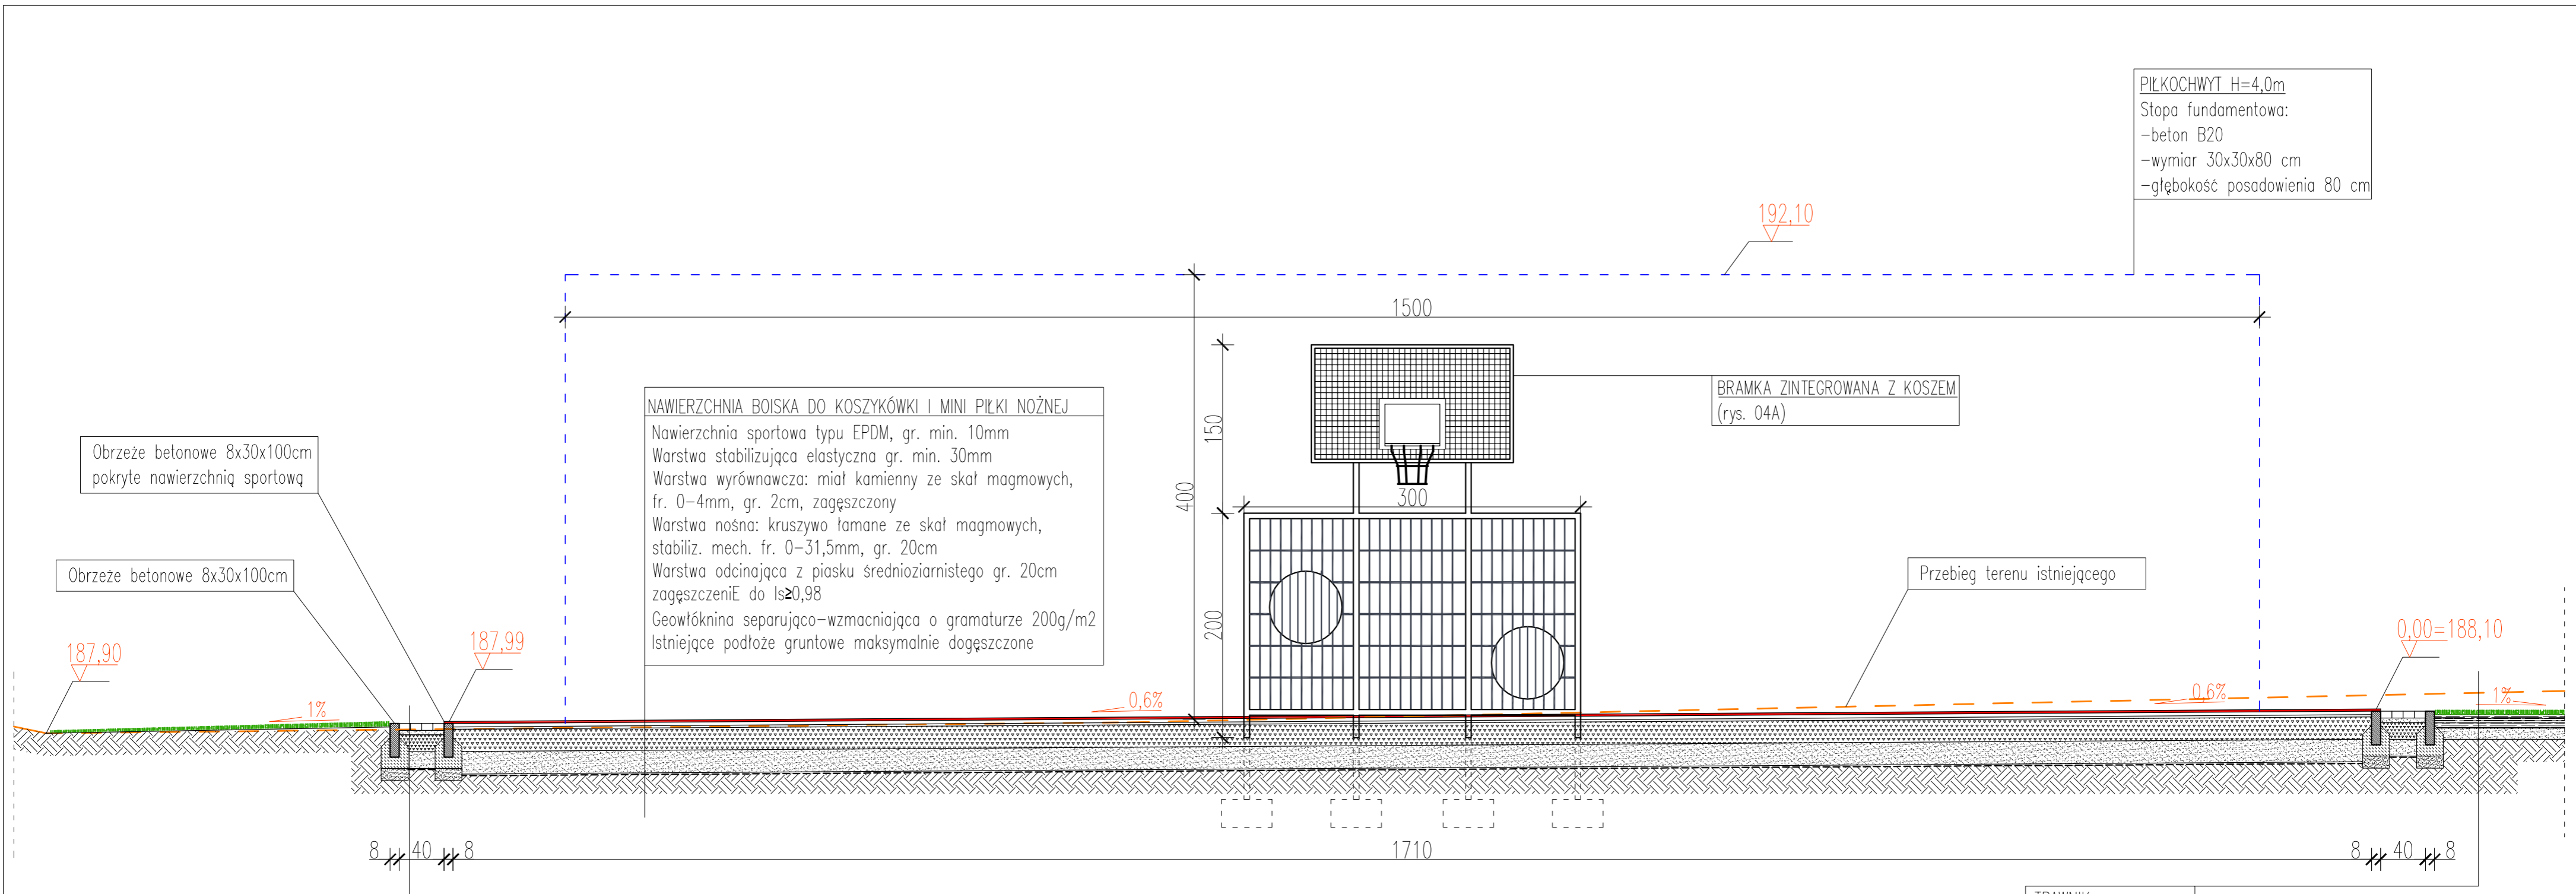 PIŁKOCHWYT H=4,0m
Stopa fundamentowa:
-beton B20
-wymiar 30x30x80 cm
-głębokość posadowienia 80 cm
192,10
1500
NAWIERZCHNIA BOISKA DO KOSZYKÓWKI I MINI PIŁKI NOŻNEJ
Nawierzchnia sportowa typu EPDM, gr. min. 10mm
Warstwa stabilizująca elastyczna gr. min. 30mm
Warstwa wyrównawcza: miał kamienny ze skał magmowych,
fr. 0-4mm, gr. 2cm, zagęszczony
Warstwa nośna: kruszywo łamane ze skał magmowych,
stabiliz. mech. fr. 0-31,5mm, gr. 20cm
Warstwa odcinająca z piasku średnioziarnistego gr. 20cm
zagęszczeniE do Is≥0,98
Geowłóknina separująco-wzmacniająca o gramaturze 200g/m2
Istniejące podłoże gruntowe maksymalnie dogęszczone
BRAMKA ZINTEGROWANA Z KOSZEM
(rys. 04A)
Obrzeże betonowe 8x30x100cm
pokryte nawierzchnią sportową
Obrzeże betonowe 8x30x100cm
150
400
300
200
Przebieg terenu istniejącego
187,90
187,99
0,00=188,10
1%
0,6%
0,6%
1%
8 40 8
1710
8 40 8